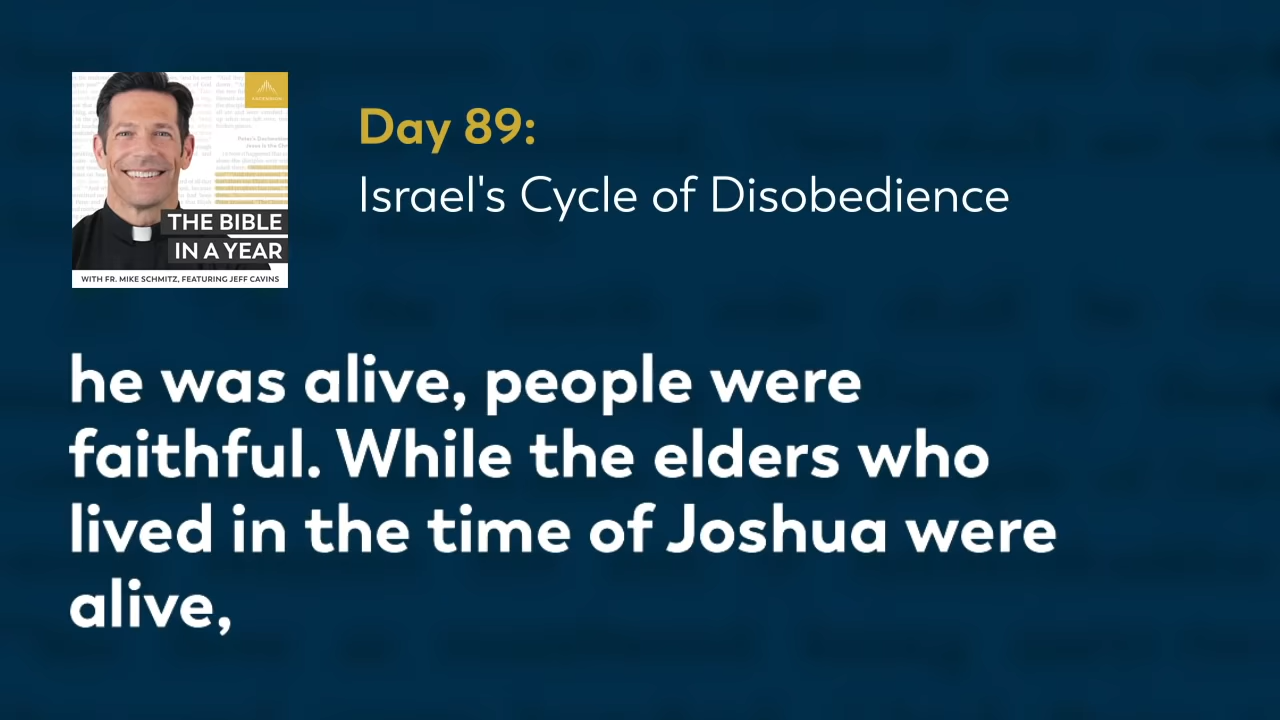 THE BIBLE
IN A YEAR
WITH FR. MIKE SCHMITZ, FEATURING JEFF CAVINS
Day 89:
Israel's Cycle of Disobedience
he was alive, people were
faithful. While the elders who
lived in the time of Joshua were
alive,